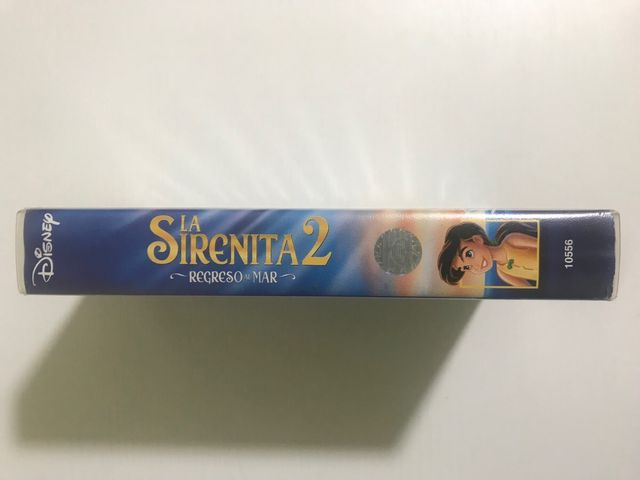 Disney
LA
SIRENITA 2
REGRESO AL MAR
10556